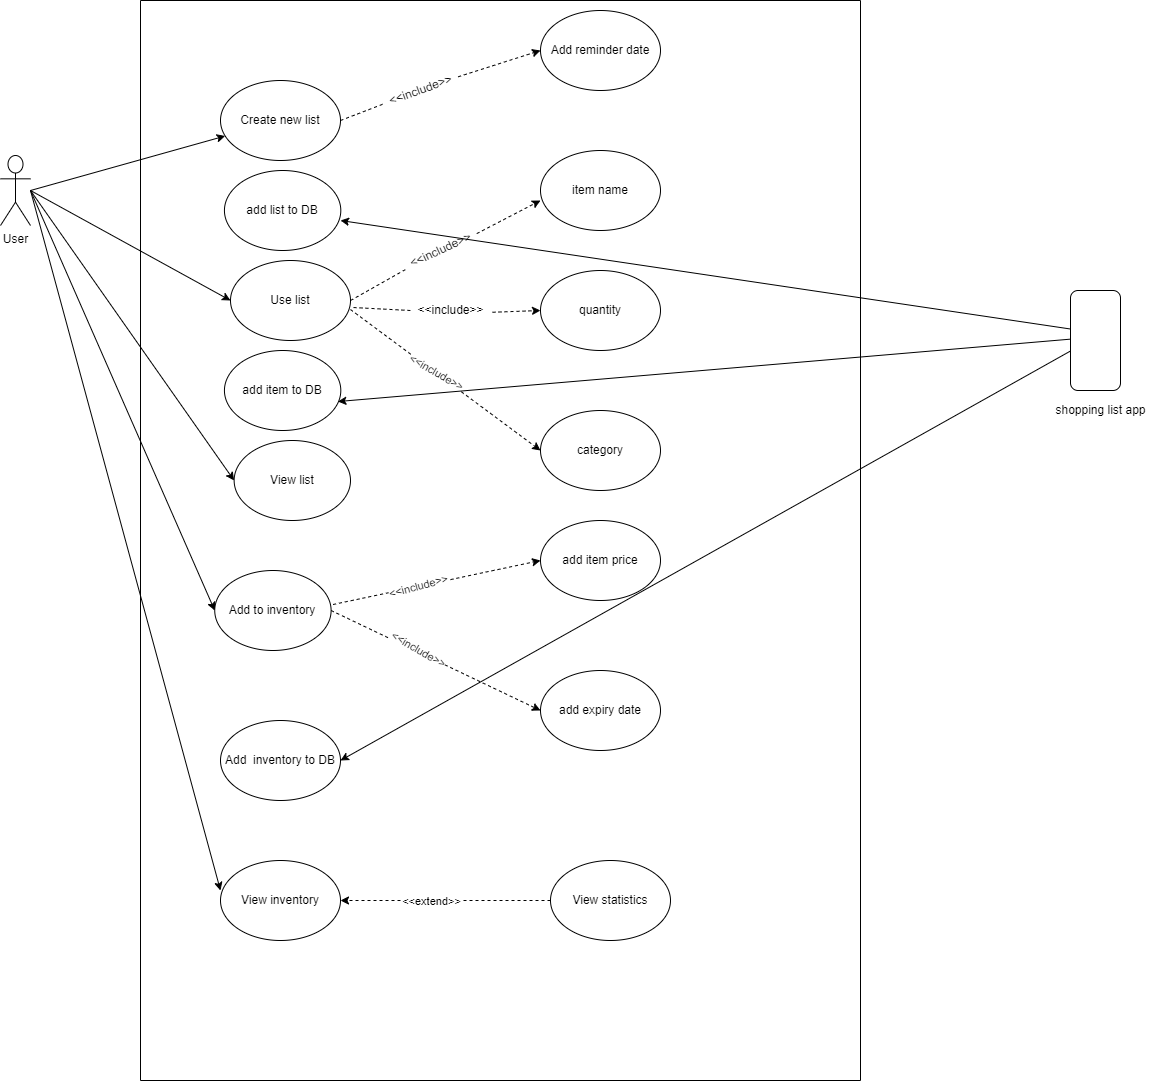 Add reminder date
<<include>>
Create new list
item name
add list to DB
User
<<include>>
Use list
<<include>>
quantity
<<include>>
add item to DB
shopping list app
category
View list
add item price
<<include>>
Add to inventory
<<include>>
add expiry date
Add  inventory to DB
View inventory
<<extend>>
View statistics